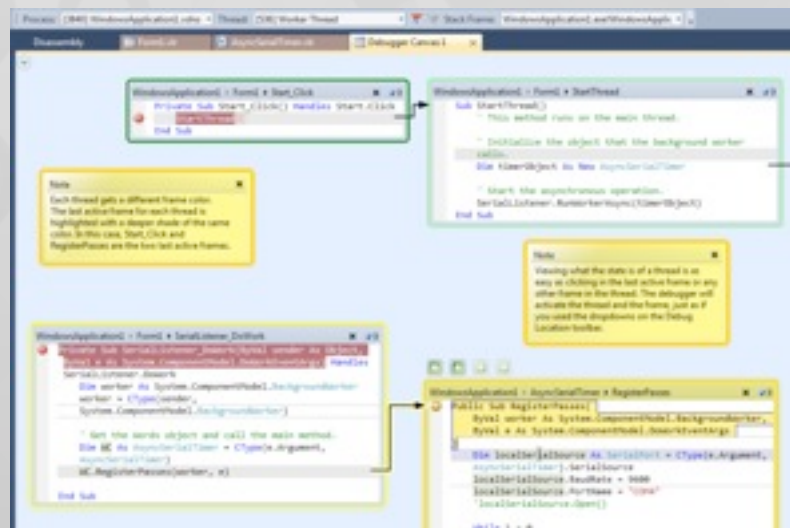 Process: [3840] WindowsApplication1.vsho Thread: [536] Worker Thread Stack Frame: WindowsApplication1.exe!WindowsApplic
Disassembly Form1.vb AsyncSerialTimer.vb Debugger Canvas 1
WindowsApplication1 Form1 Start_Click
Private Sub Start_Click() Handles Start.Click
StartThread
End Sub
WindowsApplication1 Form1 StartThread
Sub StartThread()
' This method runs on the main thread.
' Initialize the object that the background worker
calls.
Dim timerObject As New AsyncSerialTimer
' Start the asynchronous operation.
SerialListener.RunWorkerAsync(timerObject)
End Sub
Note
Each thread gets a different frame color.
The last active frame for each thread is
highlighted with a deeper shade of the same
color. In this case, Start_Click and
RegisterPasses are the two last active frames.
Note
Viewing what the state is of a thread is as
easy as clicking in the last active frame or any
other frame in the thread. The debugger will
activate the thread and the frame, just as if
you used the dropdowns on the Debug
Location toolbar.
WindowsApplication1 Form1 SerialListener_DoWork
Private Sub SerialListener_DoWork(ByVal sender As Object,
ByVal e As System.ComponentModel.DoWorkEventArgs) Handles
SerialListener.DoWork
Dim worker As System.ComponentModel.BackgroundWorker
worker = CType(sender,
System.ComponentModel.BackgroundWorker)
' Get the Words object and call the main method.
Dim WC As AsyncSerialTimer = CType(e.Argument,
AsyncSerialTimer)
WC.RegisterPasses(worker, e)
End Sub
WindowsApplication1 AsyncSerialTimer RegisterPasses
Public Sub RegisterPasses(
ByVal worker As System.ComponentModel.BackgroundWorker,
ByVal e As System.ComponentModel.DoWorkEventArgs
)
Dim localSerialSource As SerialPort = CType(e.Argument,
AsyncSerialTimer).SerialSource
localSerialSource.BaudRate = 9600
localSerialSource.PortName =
'localSerialSource.Open()